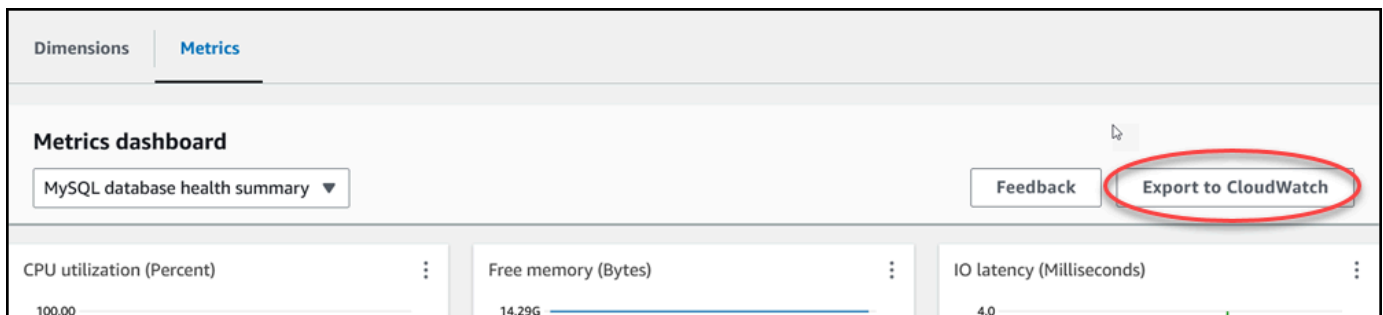 Dimensions Metrics
Metrics dashboard
MySQL database health summary
Feedback Export to CloudWatch
CPU utilization (Percent) Free memory (Bytes) IO latency (Milliseconds)
100.00 14.29G 4.0